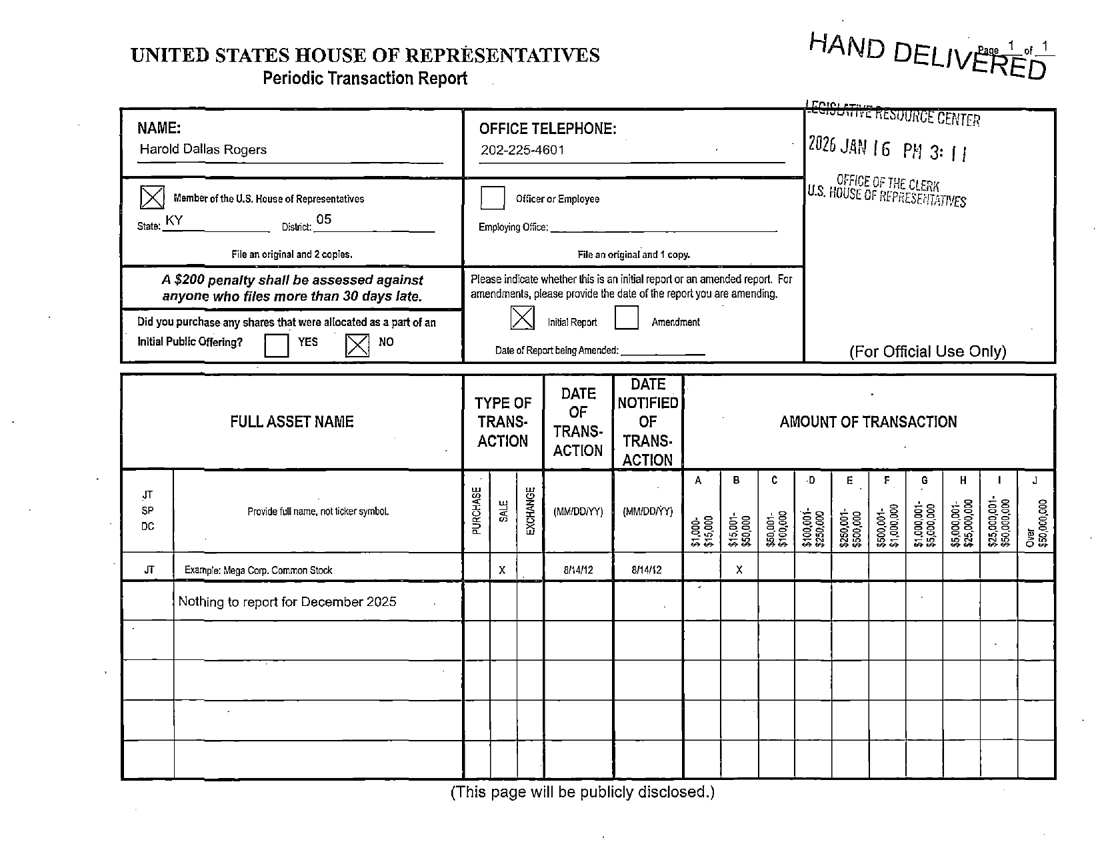 UNITED STATES HOUSE OF REPRESENTATIVES
Periodic Transaction Report
HAND DELIVERED
Page 1 of 1
LEGISLATIVE RESOURCE CENTER
2026 JAN 16 PM 3: 11
OFFICE OF THE CLERK
U.S. HOUSE OF REPRESENTATIVES
(For Official Use Only)
NAME:
Harold Dallas Rogers
OFFICE TELEPHONE:
202-225-4601
Member of the U.S. House of Representatives
State: KY District: 05
File an original and 2 copies.
Officer or Employee
Employing Office:
File an original and 1 copy.
A $200 penalty shall be assessed against
anyone who files more than 30 days late.
Please indicate whether this is an initial report or an amended report. For
amendments, please provide the date of the report you are amending.
Initial Report Amendment
Date of Report being Amended:
Did you purchase any shares that were allocated as a part of an
Initial Public Offering? YES NO
FULL ASSET NAME
TYPE OF
TRANS-
ACTION
DATE
OF
TRANS-
ACTION
DATE
NOTIFIED
OF
TRANS-
ACTION
AMOUNT OF TRANSACTION
JT
SP
DC
Provide full name, not ticker symbol.
PURCHASE
SALE
EXCHANGE
(MM/DD/YY)
(MM/DD/YY)
A
$1,000-
$15,000
B
$15,001-
$50,000
C
$50,001-
$100,000
D
$100,001-
$250,000
E
$250,001-
$500,000
F
$500,001-
$1,000,000
G
$1,000,001-
$5,000,000
H
$5,000,001-
$25,000,000
I
$25,000,001-
$50,000,000
J
Over
$50,000,000
JT Example: Mega Corp. Common Stock X 8/14/12 8/14/12 X
Nothing to report for December 2025
(This page will be publicly disclosed.)